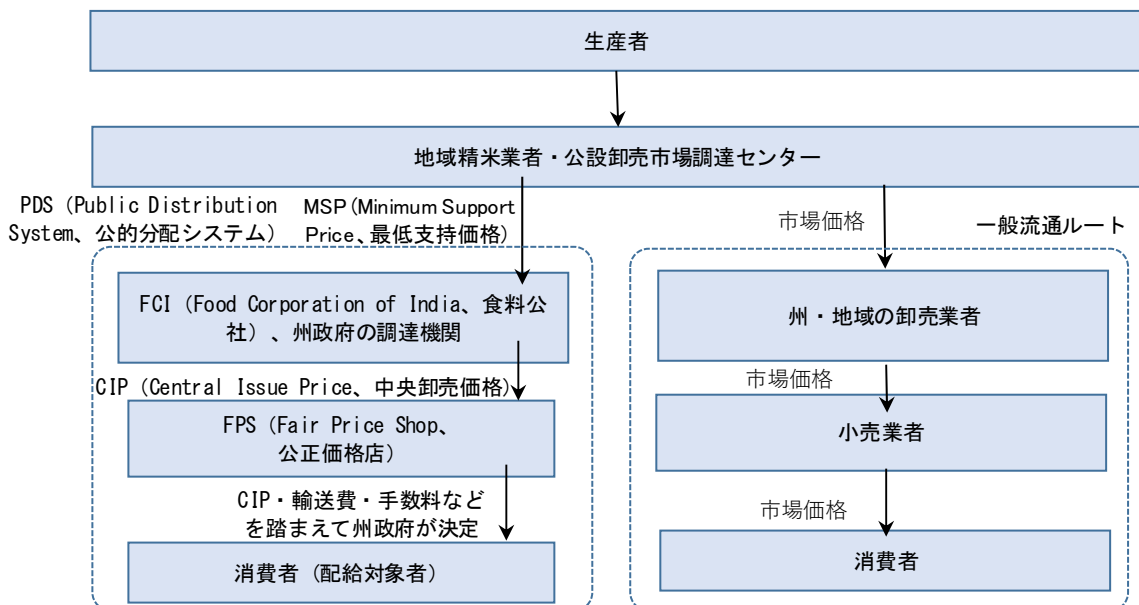 生産者
地域精米業者・公設卸売市場調達センター
PDS (Public Distribution
System、公的分配システム)
MSP(Minimum Support
Price、最低支持価格)
市場価格
一般流通ルート
FCI (Food Corporation of India、食料公
社) 、州政府の調達機関
CIP (Central Issue Price、中央卸売価格)
FPS (Fair Price Shop、
公正価格店)
CIP・輸送費・手数料など
を踏まえて州政府が決定
消費者 (配給対象者)
州・地域の卸売業者
市場価格
小売業者
市場価格
消費者